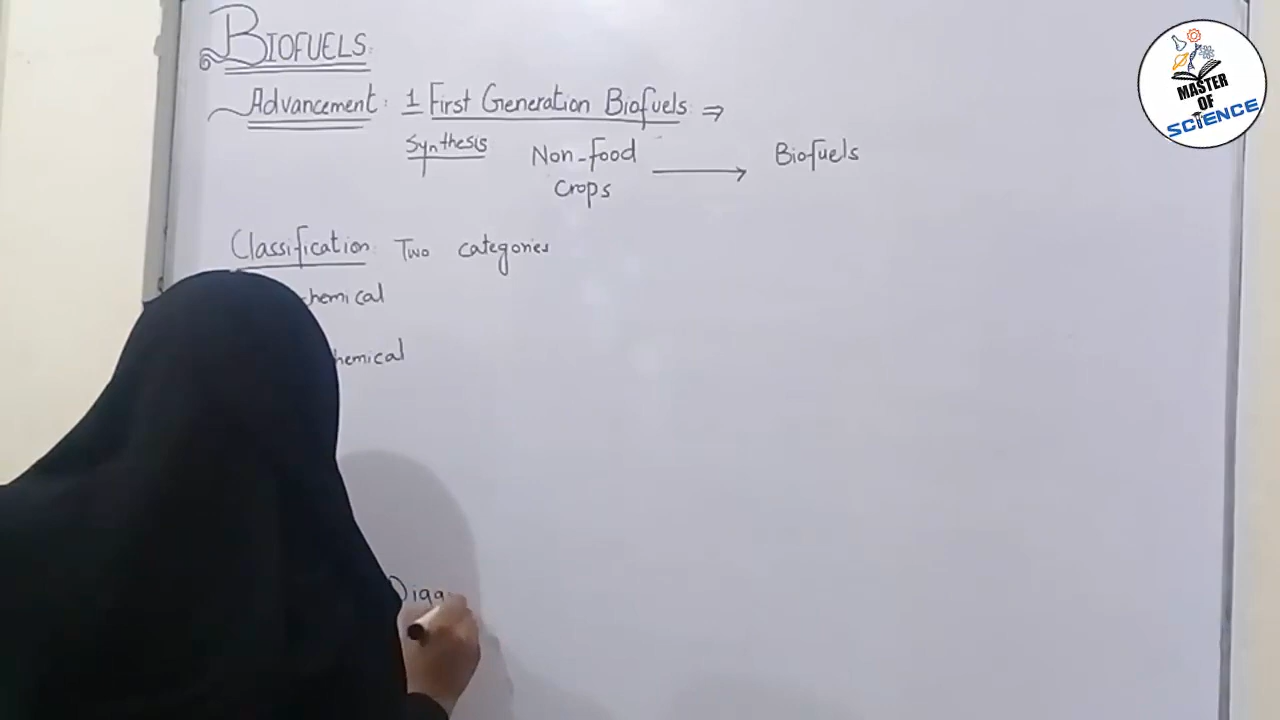 BIOFUELS:
Advancement: 1 First Generation Biofuels: ⇒
Synthesis Non-food Crops → Biofuels
Classification: Two categories
hemical
hemical
Digg
MASTER
OF
SCIENCE